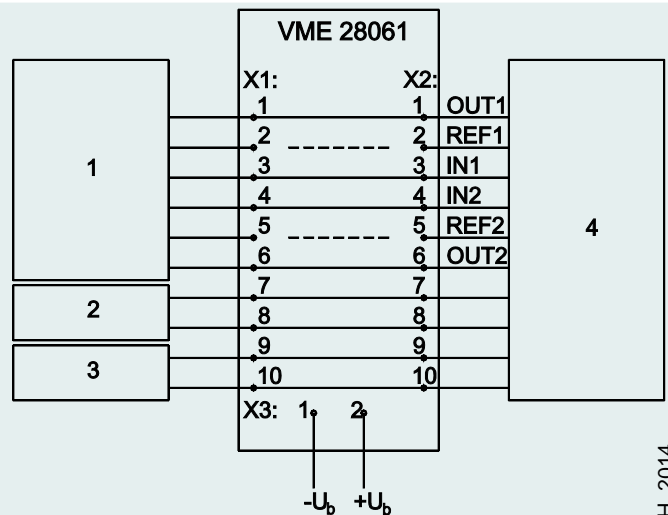 VME 28061
X1: X2:
1 1 OUT1
2 2 REF1
3 3 IN1
1
4 4 IN2
5 5 REF2
4
6 6 OUT2
7 7
2
8 8
9 9
3
10 10
X3: 1 2
-Ub +Ub
H 2014